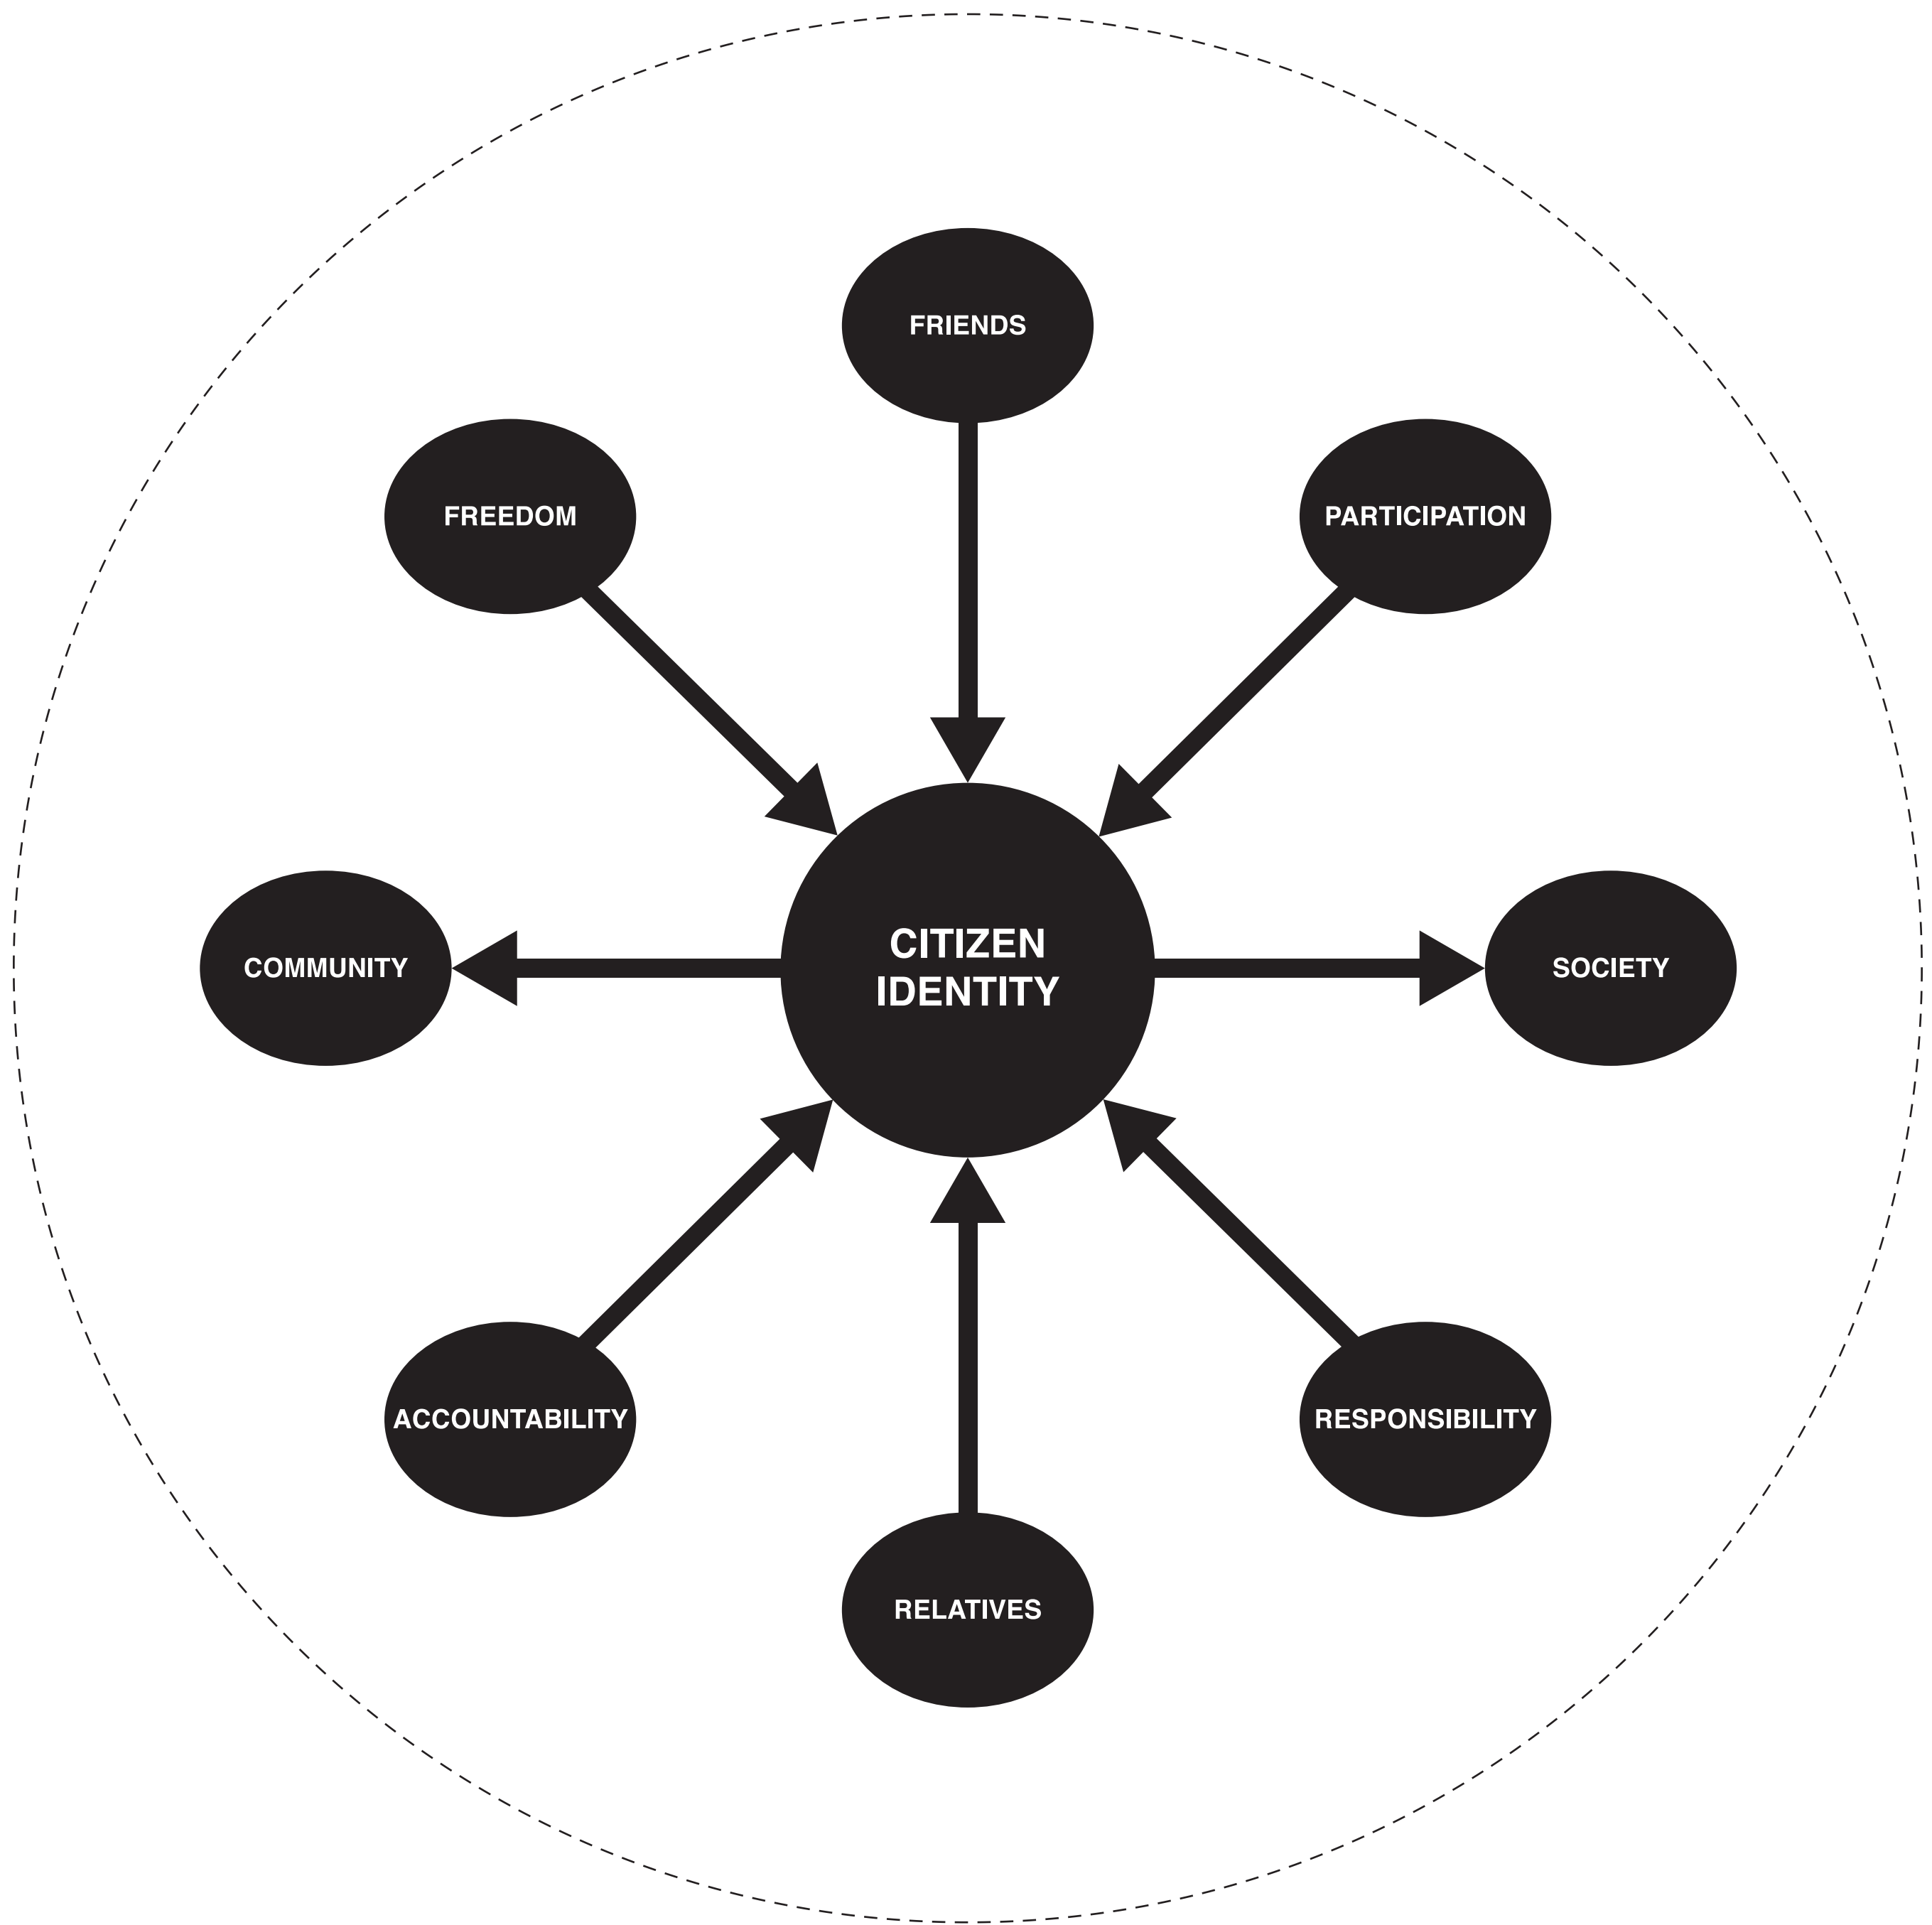 FRIENDS
FREEDOM
PARTICIPATION
COMMUNITY
CITIZEN
IDENTITY
SOCIETY
ACCOUNTABILITY
RESPONSIBILITY
RELATIVES